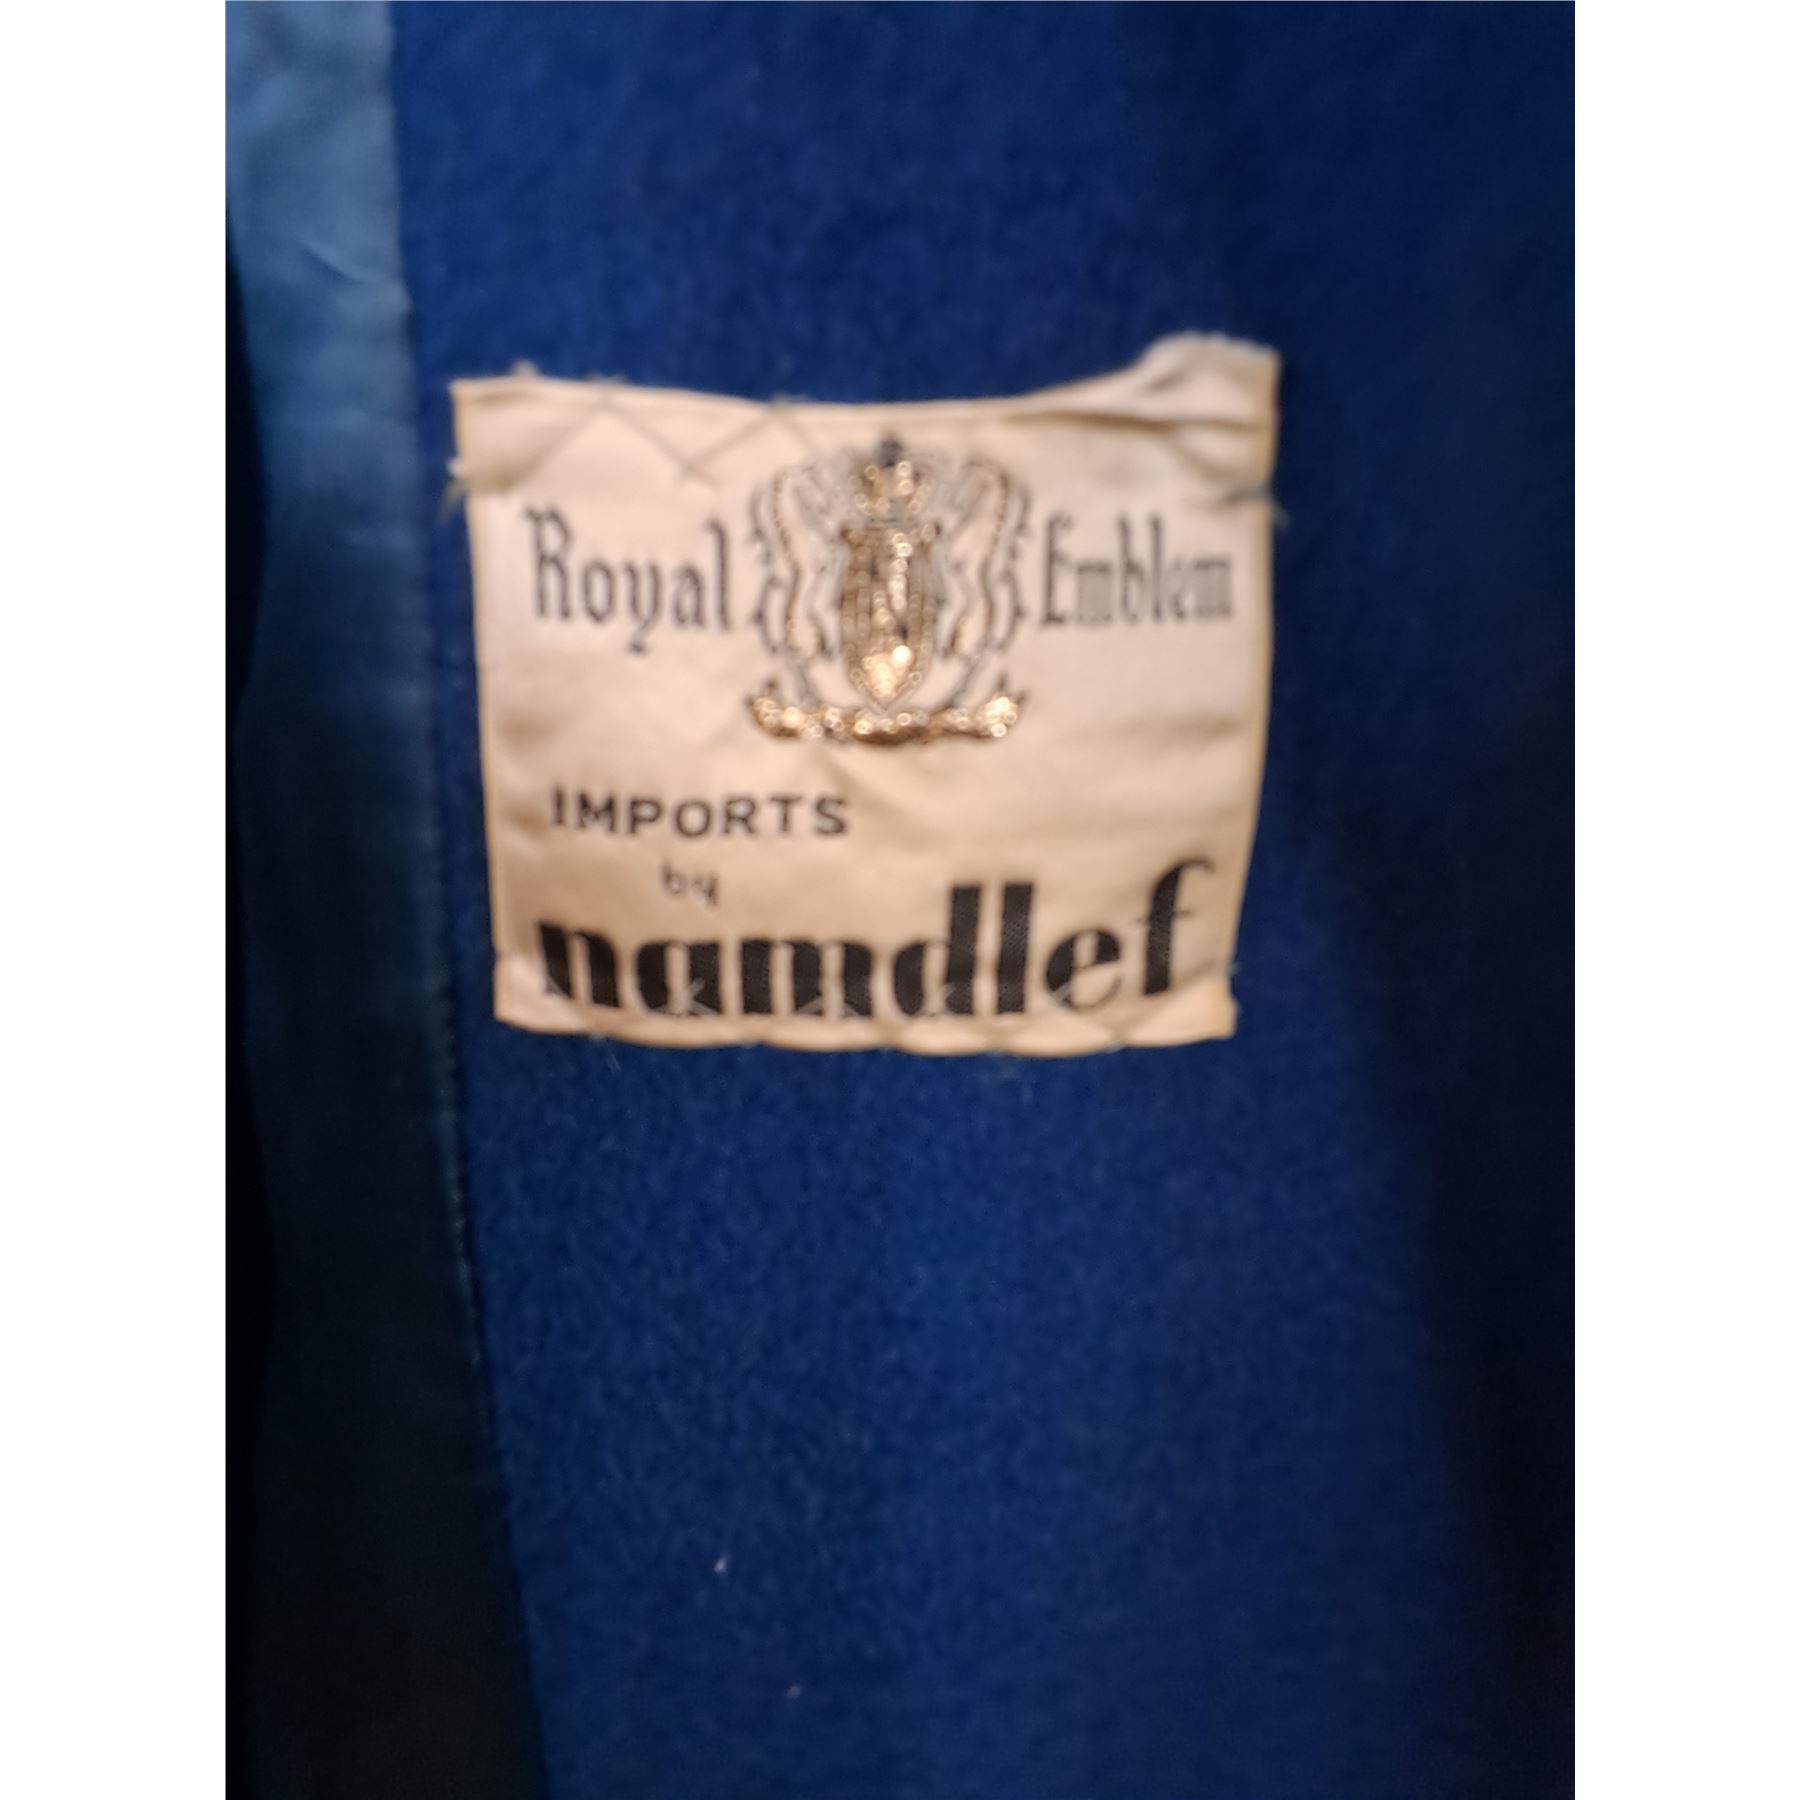 Royal Emblem
IMPORTS
by
namdlef